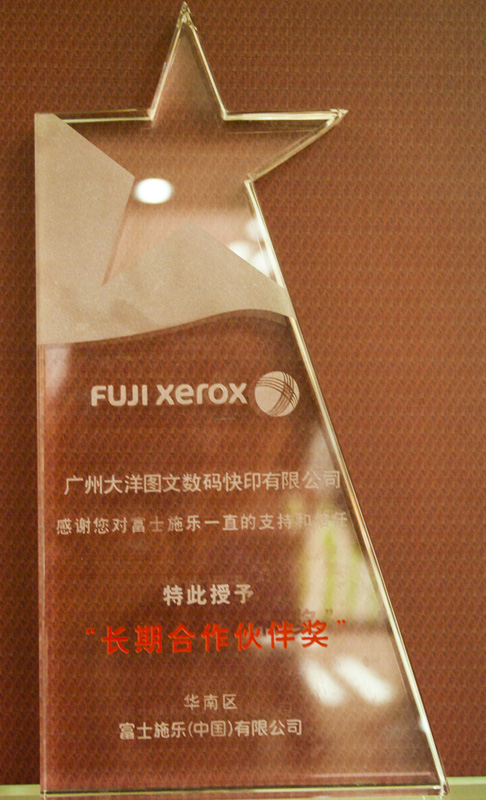 FUJI xerox
广州大洋图文数码快印有限公司
感谢您对富士施乐一直的支持和信任
特此授予
“长期合作伙伴奖”
华南区
富士施乐(中国)有限公司